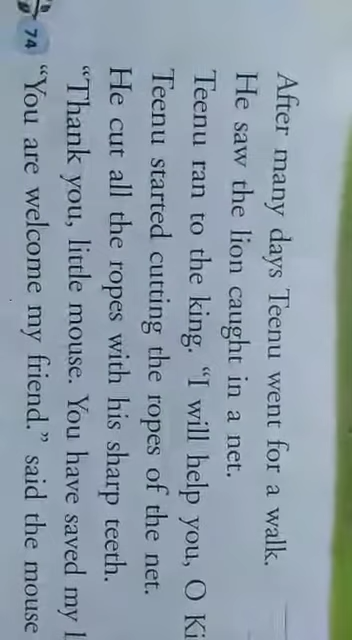 After many days Teenu went for a walk.
He saw the lion caught in a net.
Teenu ran to the king. "I will help you, O
Teenu started cutting the ropes of the net.
He cut all the ropes with his sharp teeth.
"Thank you, little mouse. You have saved my
"You are welcome my friend." said the mouse
74